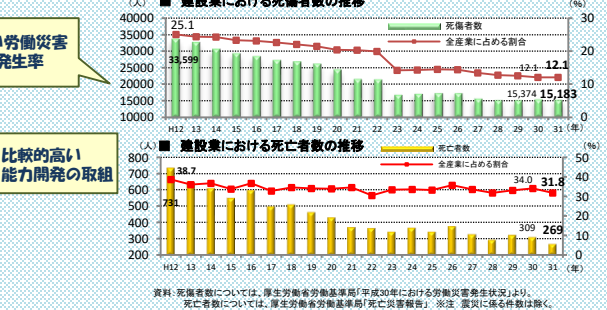 (人) ■ 建設業における死傷者数の推移 (%)
40000
35000
30000
25000
20000
15000
10000
30
20
10
0
死傷者数
全産業に占める割合
25.1
33,599
12.1
12.1
15,374
15,183
H12 13 14 15 16 17 18 19 20 21 22 23 24 25 26 27 28 29 30 31 (年)
労働災害
発生率
(人) ■ 建設業における死亡者数の推移 (%)
800
700
600
500
400
300
200
50
40
30
20
10
0
死亡者数
全産業に占める割合
38.7
731
34.0
31.8
309
269
H12 13 14 15 16 17 18 19 20 21 22 23 24 25 26 27 28 29 30 31 (年)
比較的高い
能力開発の取組
資料:死傷者数については、厚生労働省労働基準局「平成30年における労働災害発生状況」より。
死亡者数については、厚生労働省労働基準局「死亡災害報告」 ※注 震災に係る件数は除く。